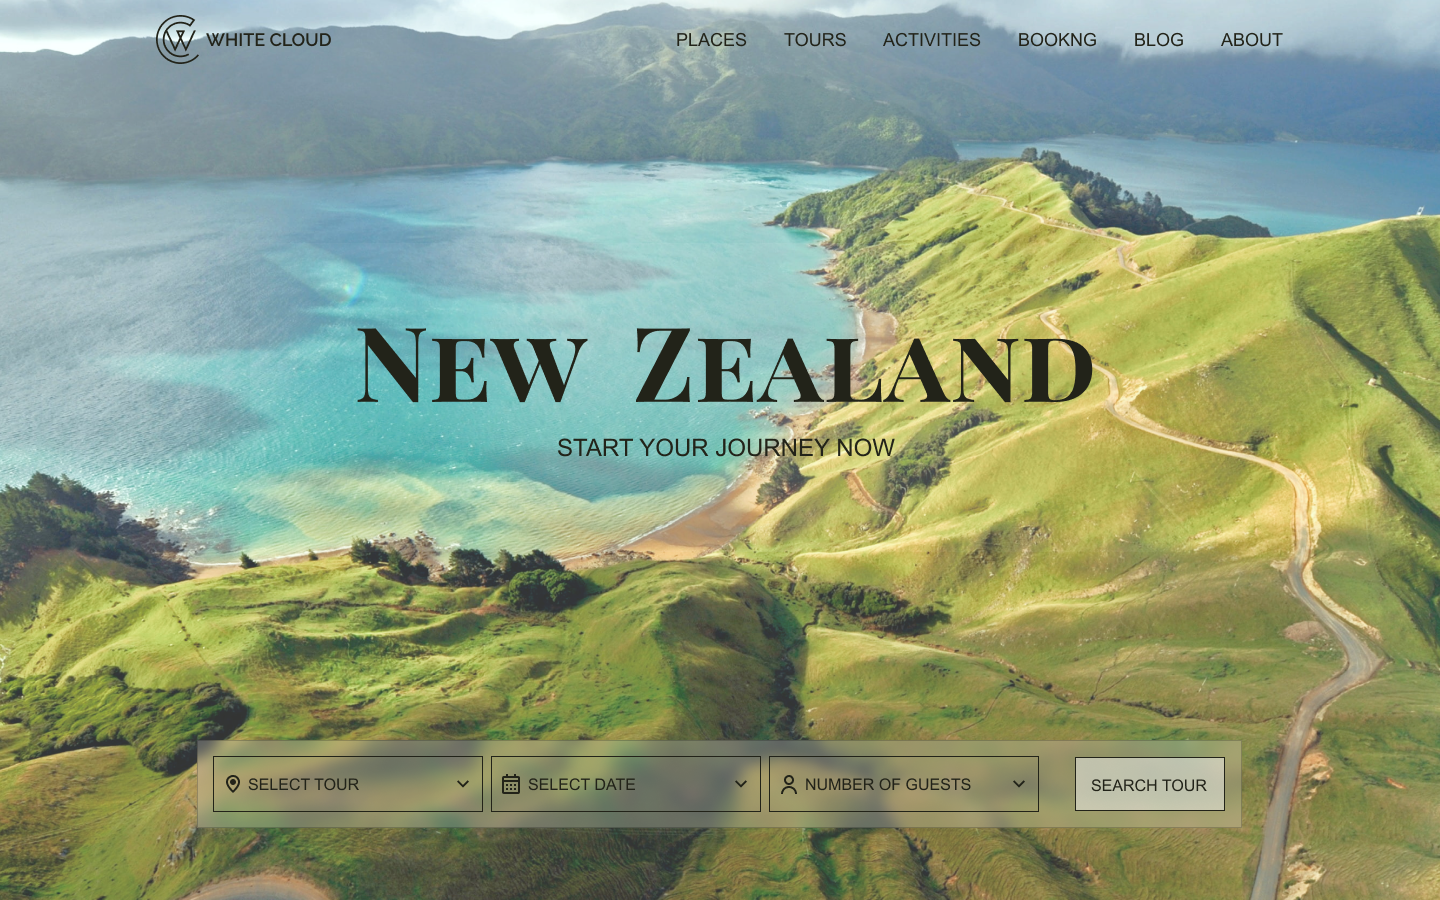 WHITE CLOUD
PLACES TOURS ACTIVITIES BOOKNG BLOG ABOUT
NEW ZEALAND
START YOUR JOURNEY NOW
SELECT TOUR SELECT DATE NUMBER OF GUESTS SEARCH TOUR